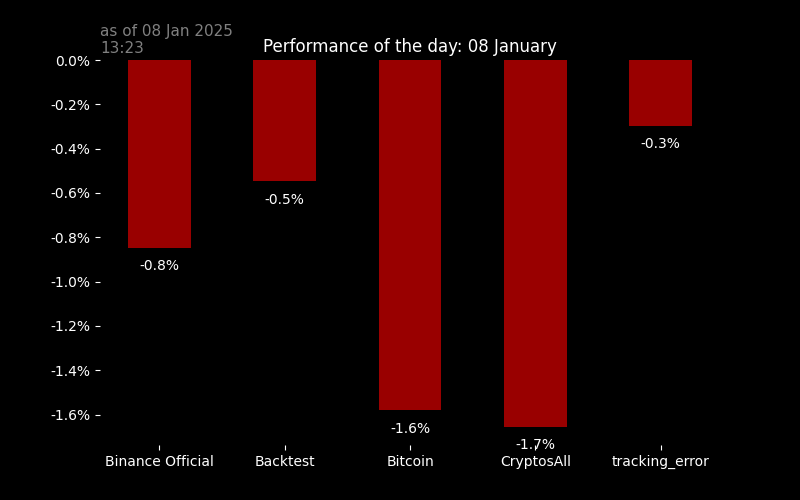 as of 08 Jan 2025
13:23
Performance of the day: 08 January
0.0%
-0.2%
-0.4%
-0.6%
-0.8%
-1.0%
-1.2%
-1.4%
-1.6%
-0.8%
-0.5%
-1.6%
-1.7%
-0.3%
Binance Official
Backtest
Bitcoin
CryptosAll
tracking_error